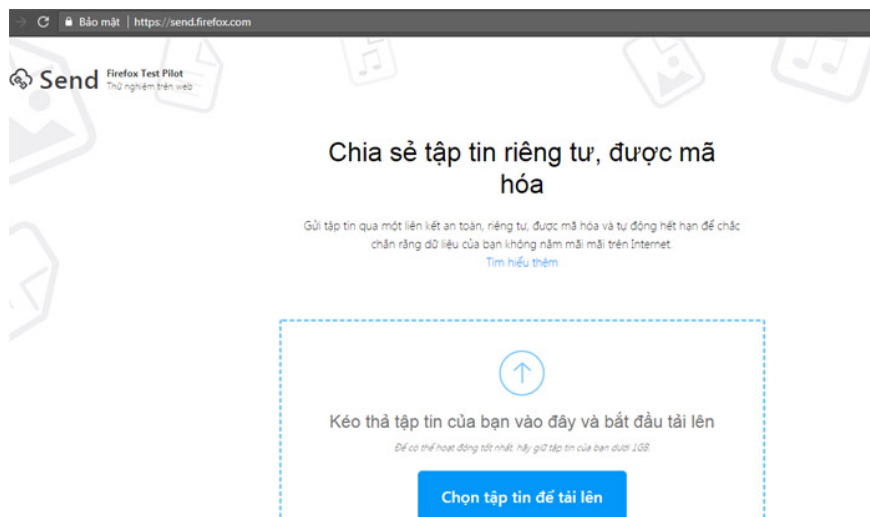 Bảo mật | https://send.firefox.com
Send Firefox Test Pilot
Thử nghiệm trên web
Chia sẻ tập tin riêng tư, được mã
hóa
Gửi tập tin qua một liên kết an toàn, riêng tư, được mã hóa và tự động hết hạn để chắc
chắn rằng dữ liệu của bạn không nằm mãi mãi trên Internet.
Tìm hiểu thêm
Kéo thả tập tin của bạn vào đây và bắt đầu tải lên
Để có thể hoạt động tốt nhất, hãy giữ tập tin của bạn dưới 1GB.
Chọn tập tin để tải lên